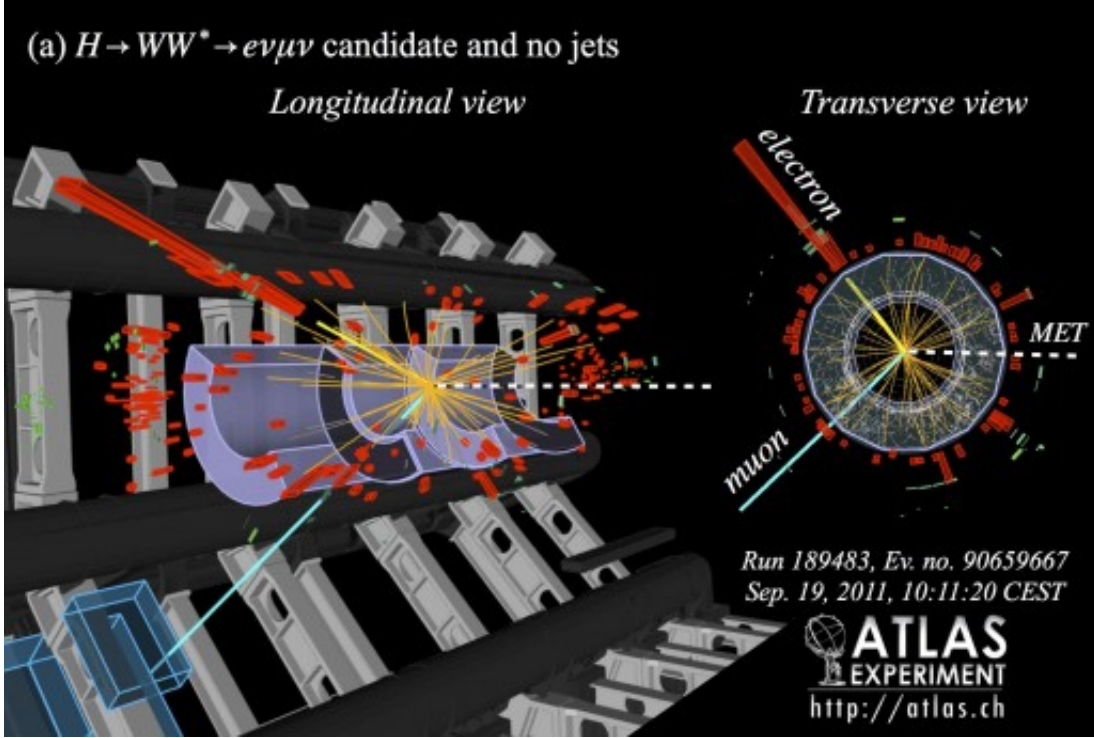 (a) H→WW*→eνμν candidate and no jets
Longitudinal view
Transverse view
electron
MET
muon
Run 189483, Ev. no. 90659667
Sep. 19, 2011, 10:11:20 CEST
ATLAS
EXPERIMENT
http://atlas.ch